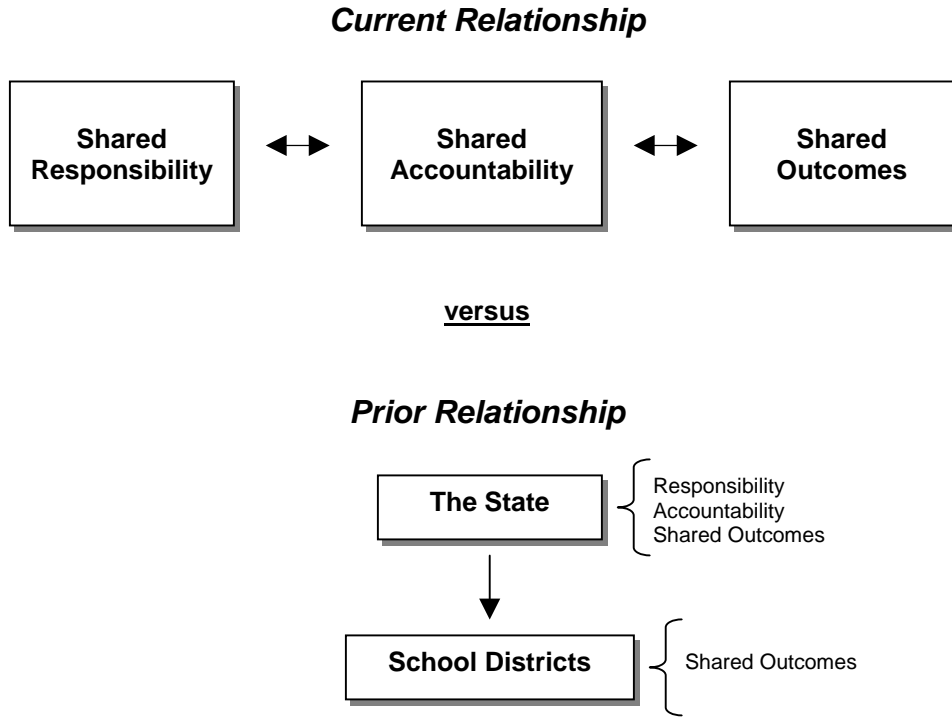 Current Relationship
Shared
Responsibility
Shared
Accountability
Shared
Outcomes
versus
Prior Relationship
The State
Responsibility
Accountability
Shared Outcomes
School Districts
Shared Outcomes